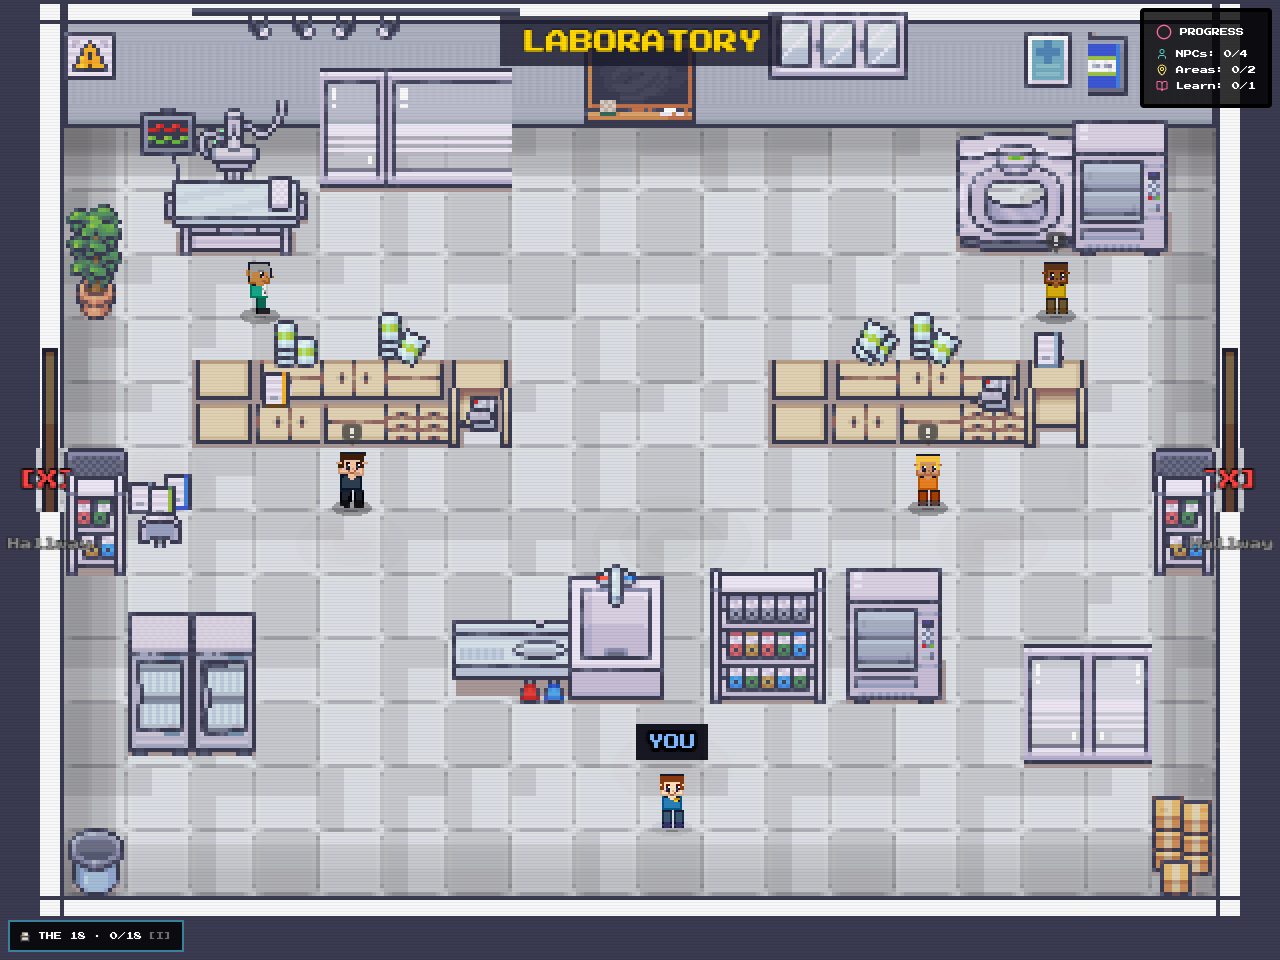 LABORATORY
PROGRESS
NPCs: 0/4
Areas: 0/2
Learn: 0/1
[X]
[X]
Hallway
Hallway
YOU
THE 18 · 0/18 [I]